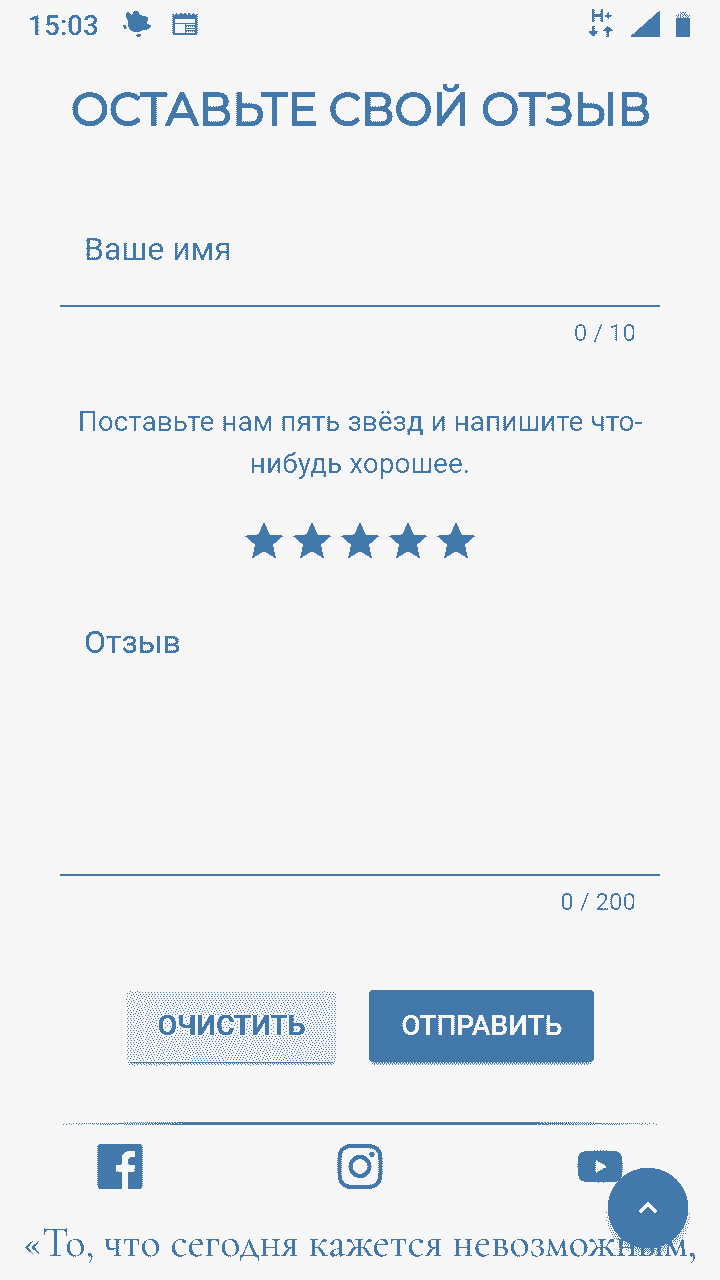 15:03
H+
ОСТАВЬТЕ СВОЙ ОТЗЫВ
Ваше имя
0 / 10
Поставьте нам пять звёзд и напишите что-
нибудь хорошее.
Отзыв
0 / 200
ОЧИСТИТЬ ОТПРАВИТЬ
«То, что сегодня кажется невозможным,